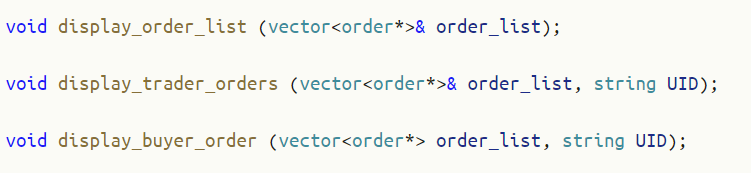 void display_order_list (vector<order*>& order_list);
void display_trader_orders (vector<order*>& order_list, string UID);
void display_buyer_order (vector<order*> order_list, string UID);